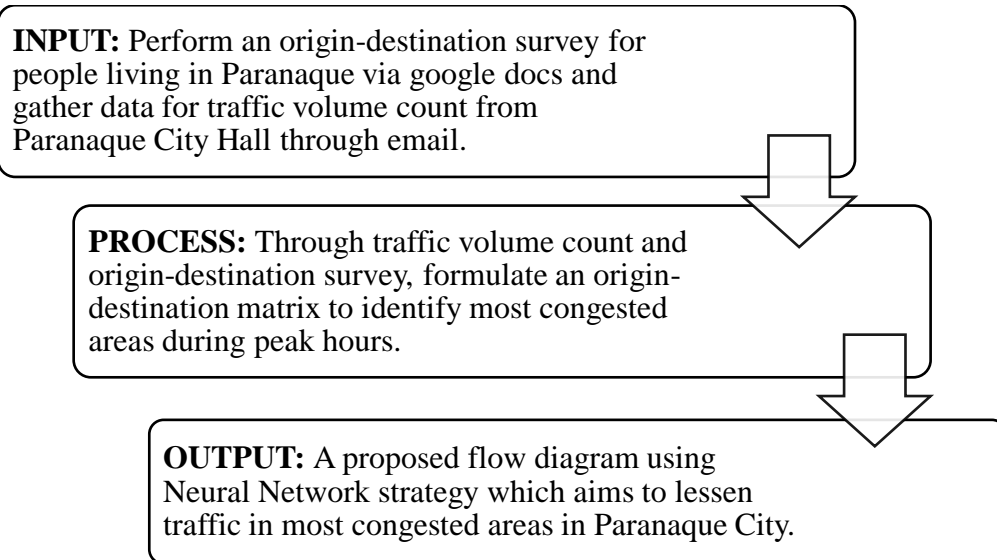 INPUT: Perform an origin-destination survey for
people living in Paranaque via google docs and
gather data for traffic volume count from
Paranaque City Hall through email.
PROCESS: Through traffic volume count and
origin-destination survey, formulate an origin-
destination matrix to identify most congested
areas during peak hours.
OUTPUT: A proposed flow diagram using
Neural Network strategy which aims to lessen
traffic in most congested areas in Paranaque City.